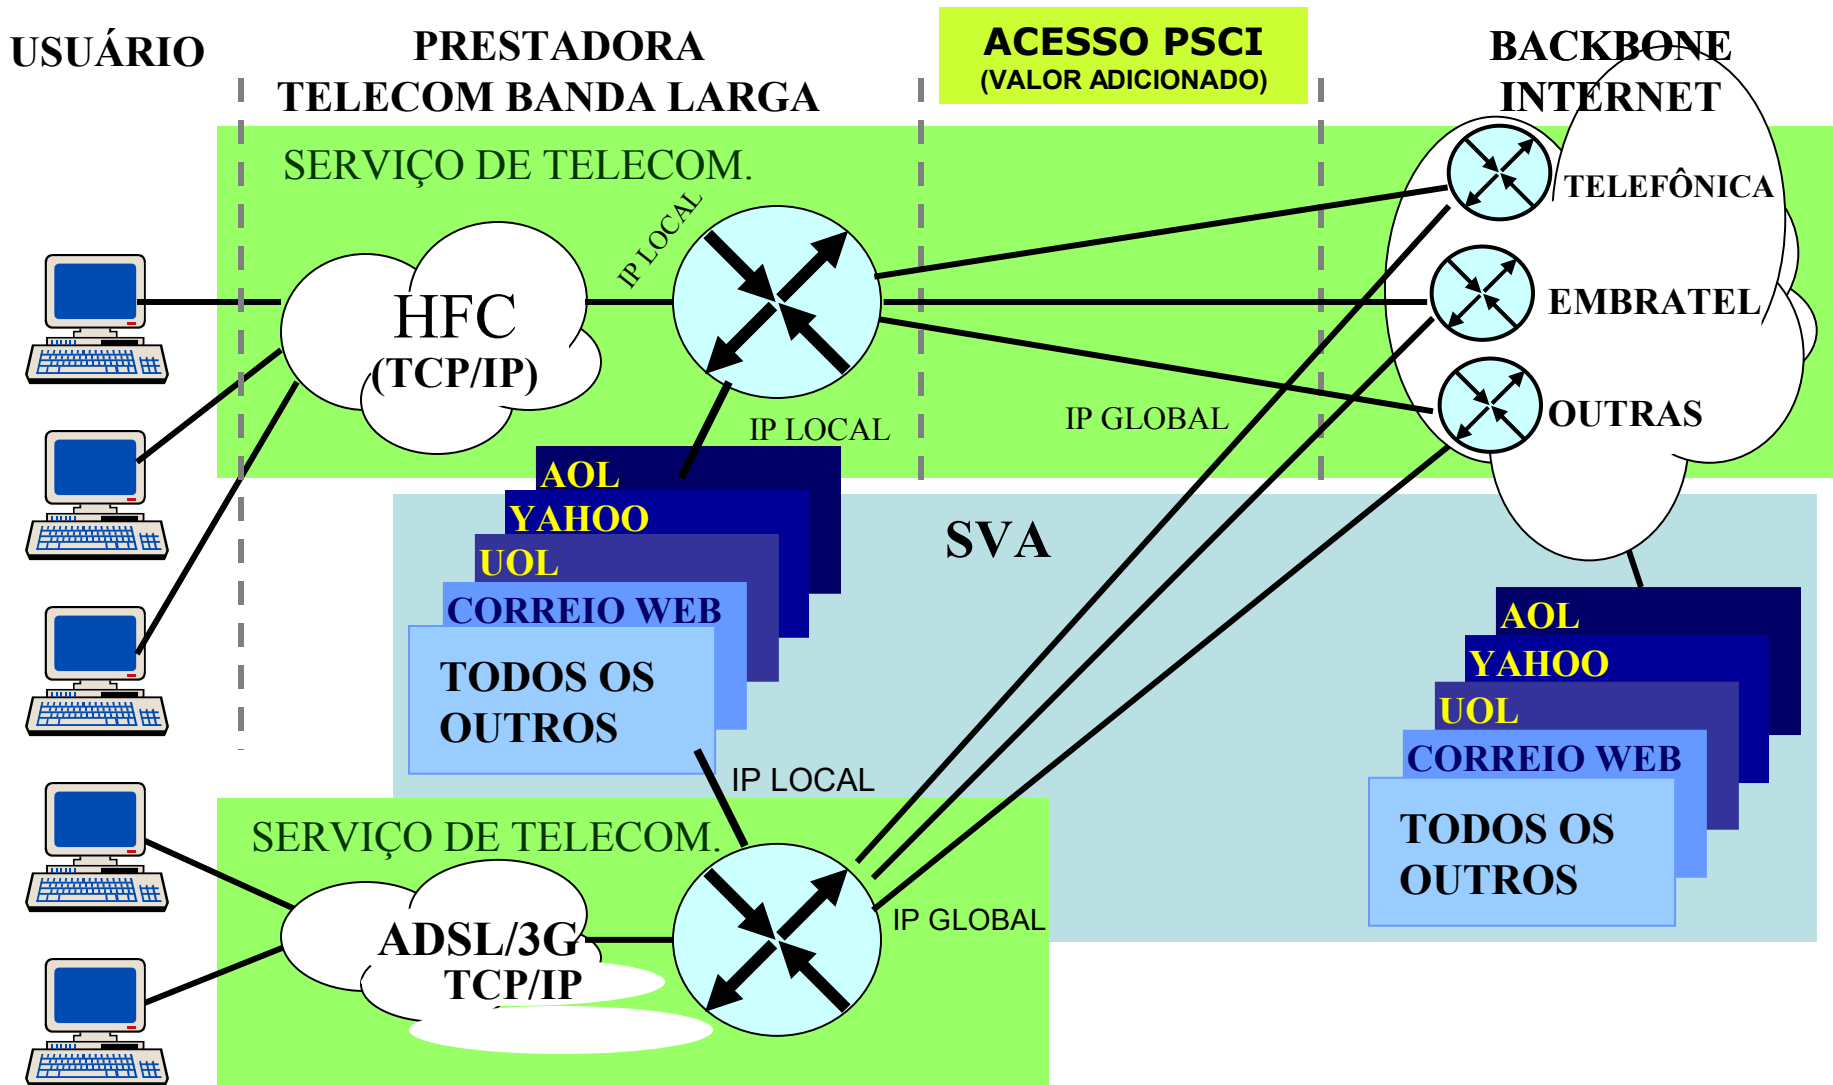 USUÁRIO
PRESTADORA
TELECOM BANDA LARGA
ACESSO PSCI
(VALOR ADICIONADO)
BACKBONE
INTERNET
SERVIÇO DE TELECOM.
IP LOCAL
HFC
(TCP/IP)
IP LOCAL
IP GLOBAL
TELEFÔNICA
EMBRATEL
OUTRAS
AOL
YAHOO
UOL
CORREIO WEB
TODOS OS
OUTROS
SVA
AOL
YAHOO
UOL
CORREIO WEB
TODOS OS
OUTROS
IP LOCAL
SERVIÇO DE TELECOM.
ADSL/3G
TCP/IP
IP GLOBAL